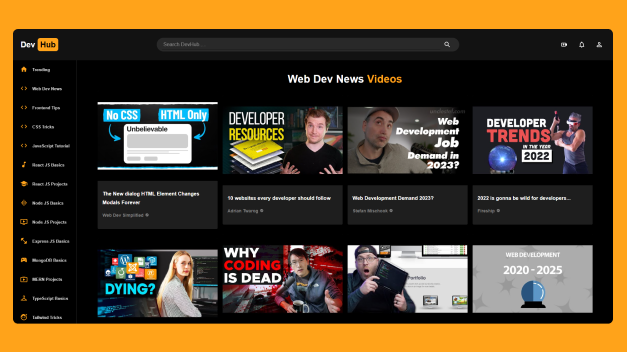 Dev Hub
Search DevHub...
Trending
Web Dev News
Frontend Tips
CSS Tricks
JavaScript Tutorial
React JS Basics
React JS Projects
Node JS Basics
Node JS Projects
Express JS Basics
MongoDB Basics
MERN Projects
TypeScript Basics
Tailwind Tricks
Web Dev News Videos
No CSS
HTML Only
Unbelievable
The New dialog HTML Element Changes
Modals Forever
Web Dev Simplified
DEVELOPER
RESOURCES
10 websites every developer should follow
Adrian Twarog
Web
Development
Job
Demand in
2023?
Web Development Demand 2023?
Stefan Mischook
DEVELOPER
TRENDS
IN THE YEAR
2022
2022 is gonna be wild for developers...
Fireship
DYING?
WHY
CODING
IS DEAD
Portfolio
WEB DEVELOPMENT
2020 - 2025